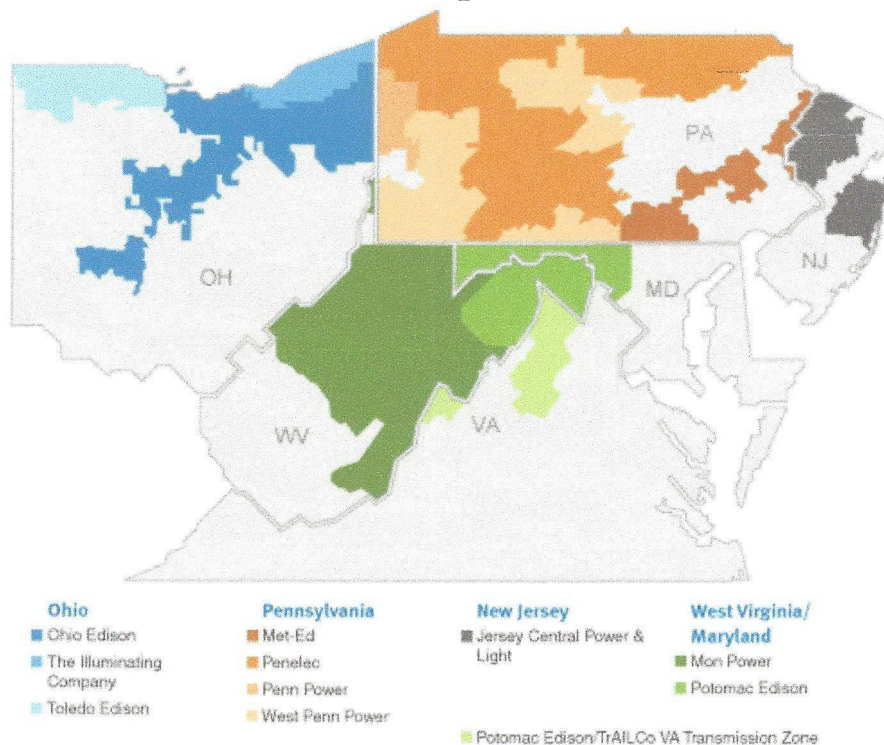 PA
OH
NJ
MD
WV
VA
Ohio
Ohio Edison
The Illuminating
Company
Toledo Edison
Pennsylvania
Met-Ed
Penelec
Penn Power
West Penn Power
New Jersey
Jersey Central Power &
Light
West Virginia/
Maryland
Mon Power
Potomac Edison
Potomac Edison/TrAILCo VA Transmission Zone